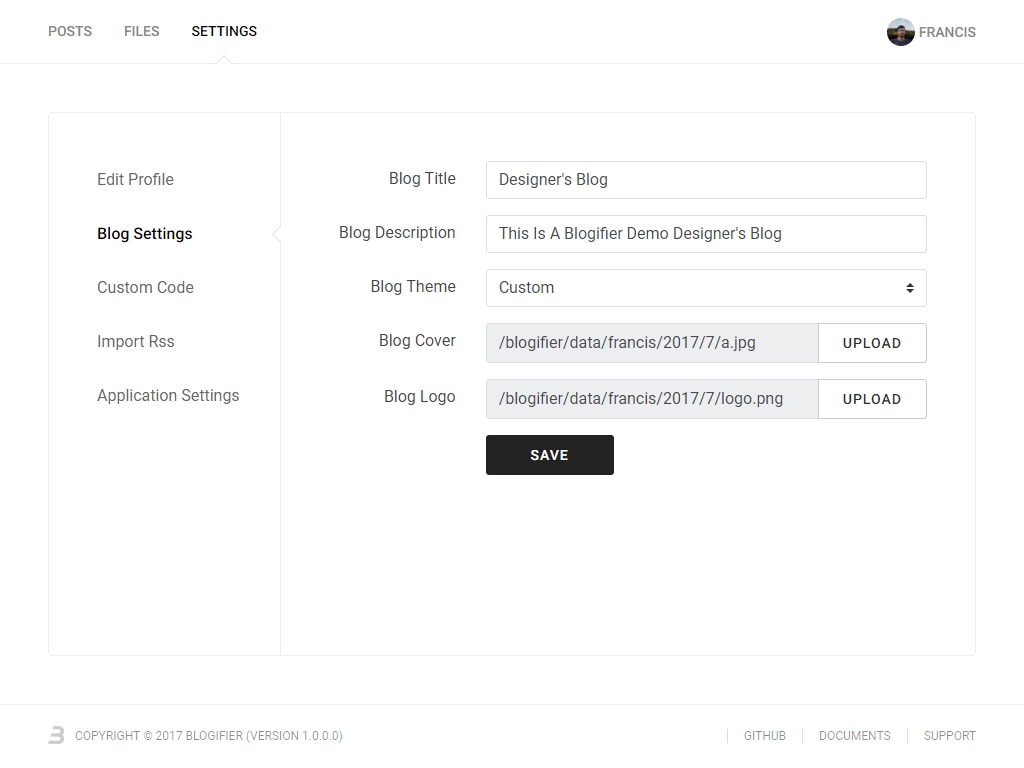 POSTS FILES SETTINGS FRANCIS
Edit Profile
Blog Settings
Custom Code
Import Rss
Application Settings
Blog Title Designer's Blog
Blog Description This Is A Blogifier Demo Designer's Blog
Blog Theme Custom
Blog Cover /blogifier/data/francis/2017/7/a.jpg UPLOAD
Blog Logo /blogifier/data/francis/2017/7/logo.png UPLOAD
SAVE
COPYRIGHT © 2017 BLOGIFIER (VERSION 1.0.0.0) GITHUB DOCUMENTS SUPPORT